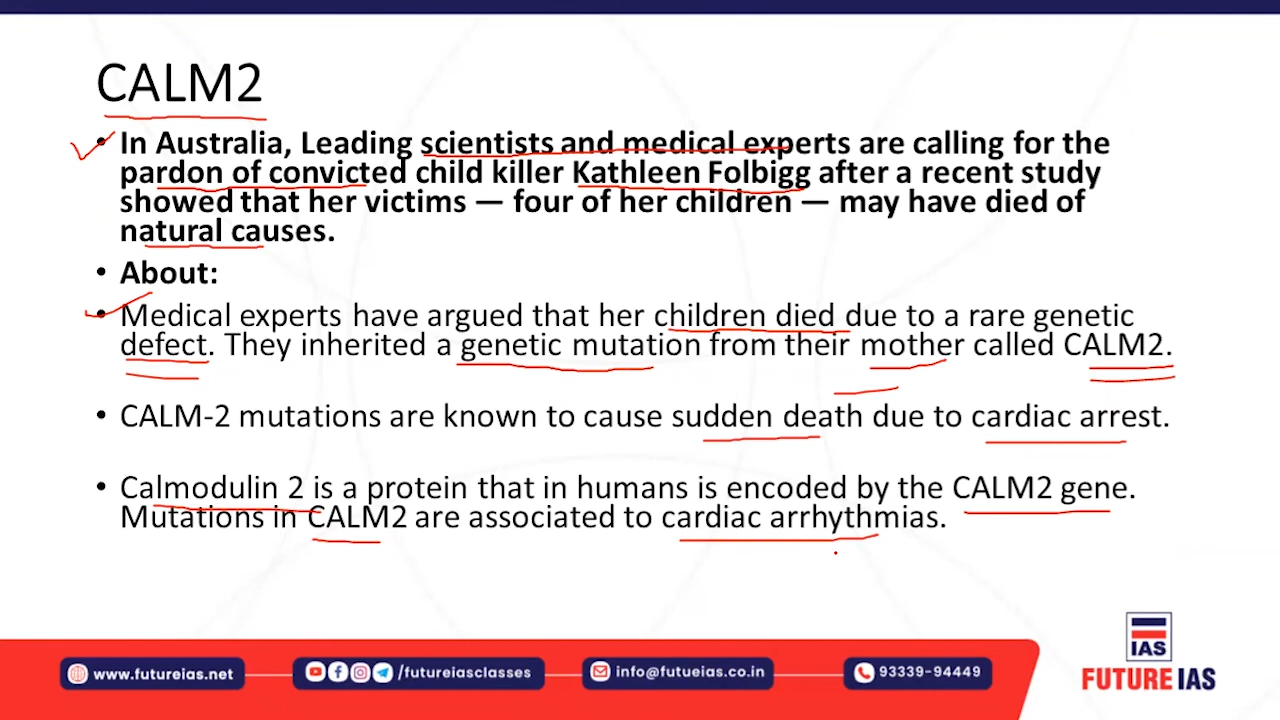 CALM2
• In Australia, Leading scientists and medical experts are calling for the
pardon of convicted child killer Kathleen Folbigg after a recent study
showed that her victims — four of her children — may have died of
natural causes.
• About:
• Medical experts have argued that her children died due to a rare genetic
defect. They inherited a genetic mutation from their mother called CALM2.
• CALM-2 mutations are known to cause sudden death due to cardiac arrest.
• Calmodulin 2 is a protein that in humans is encoded by the CALM2 gene.
Mutations in CALM2 are associated to cardiac arrhythmias.
www.futureias.net
/futureiasclasses
info@futueias.co.in
93339-94449
IAS
FUTURE IAS